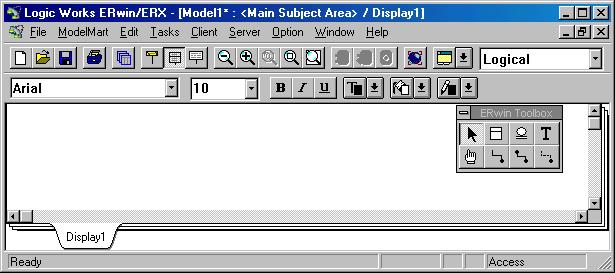 Logic Works ERwin/ERX - [Model1* : <Main Subject Area> / Display1]
File ModelMart Edit Tasks Client Server Option Window Help
Logical
Arial 10 B I U
ERwin Toolbox
T
Display1
Ready Access